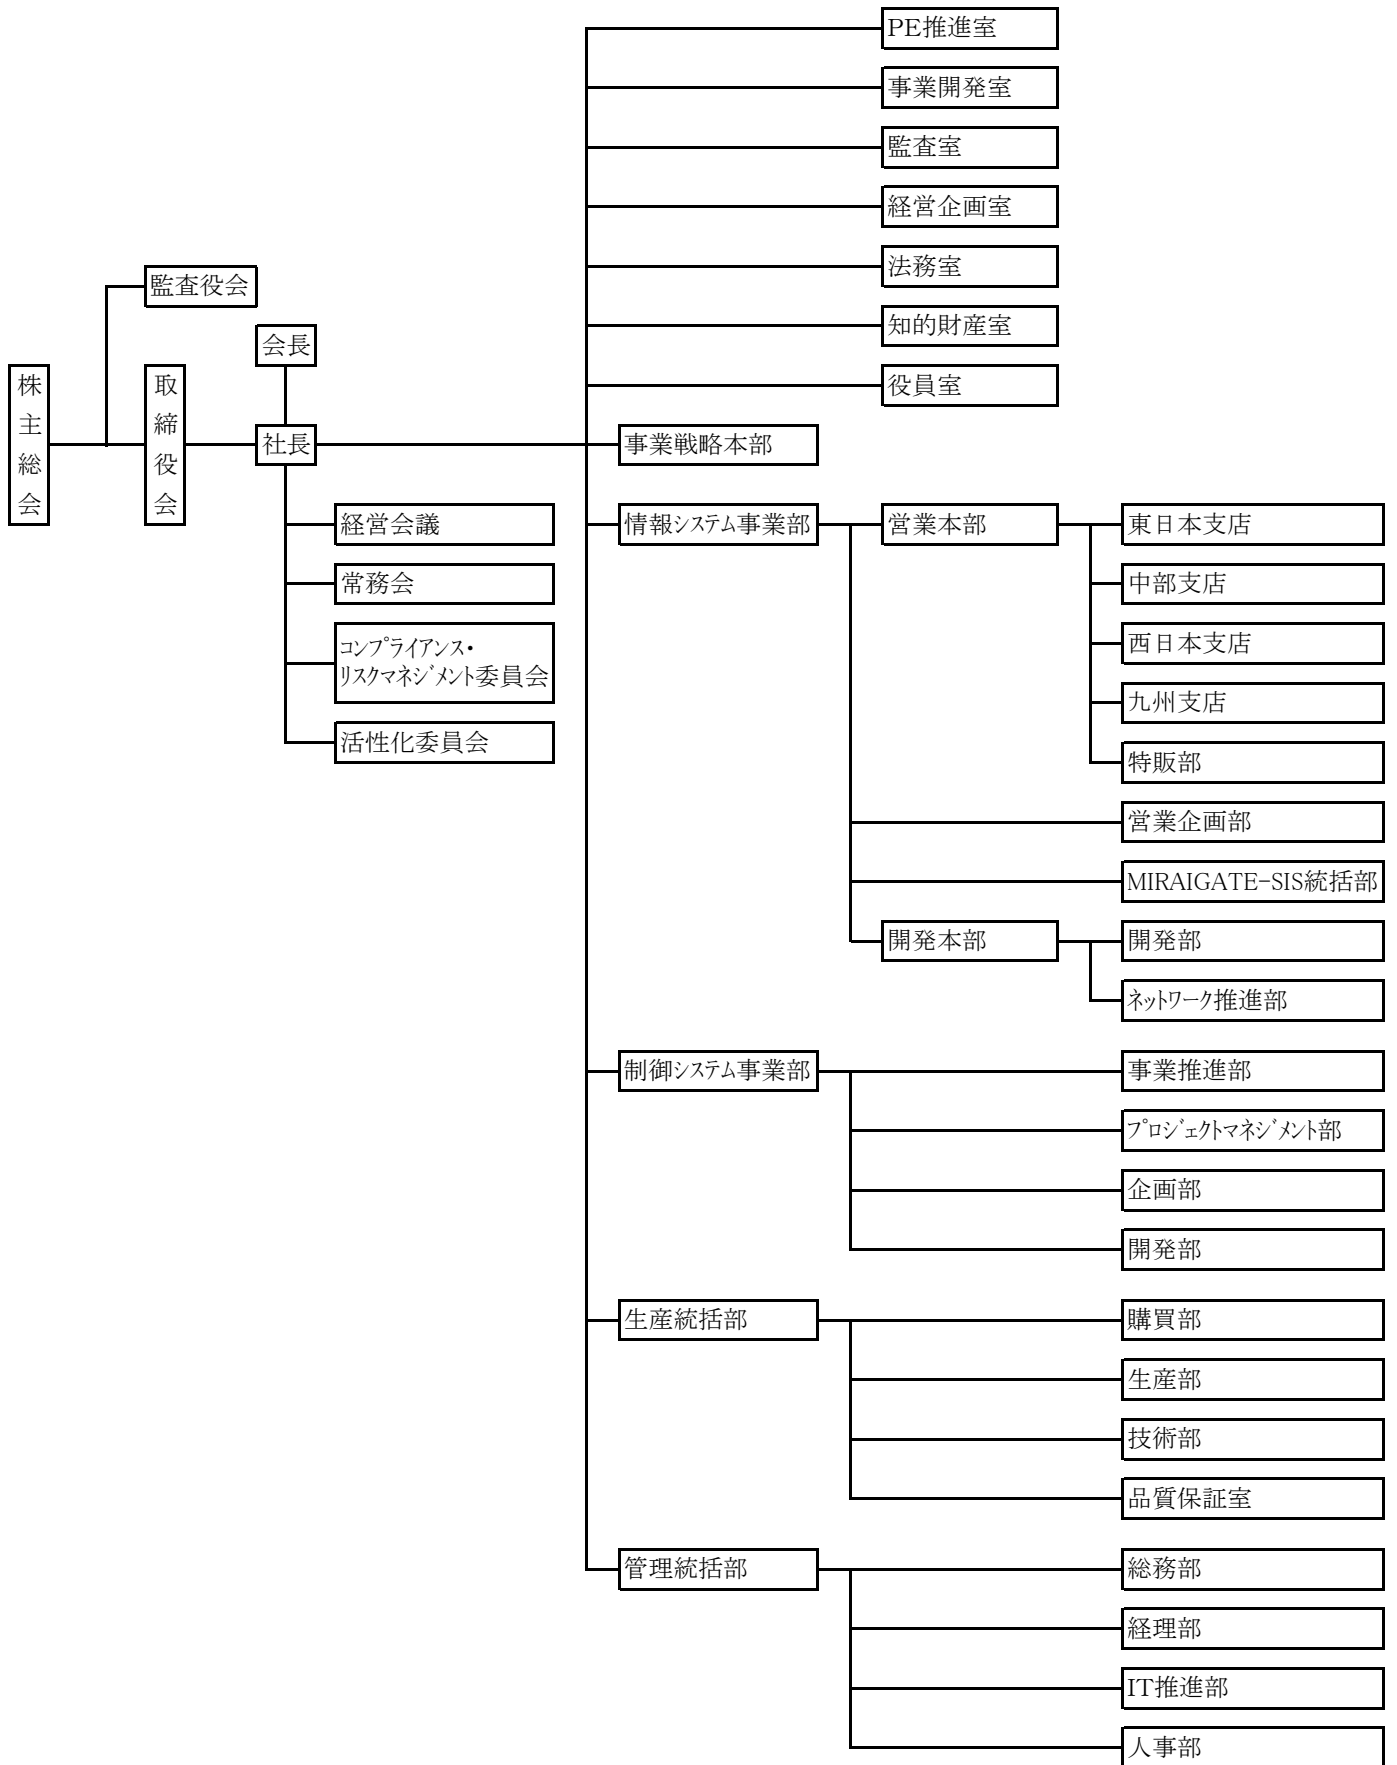 株主総会
監査役会
取締役会
会長
社長
経営会議
常務会
コンプライアンス・
リスクマネジメント委員会
活性化委員会
PE推進室
事業開発室
監査室
経営企画室
法務室
知的財産室
役員室
事業戦略本部
情報システム事業部
営業本部
東日本支店
中部支店
西日本支店
九州支店
特販部
営業企画部
MIRAIGATE-SIS統括部
開発本部
開発部
ネットワーク推進部
制御システム事業部
事業推進部
プロジェクトマネジメント部
企画部
開発部
生産統括部
購買部
生産部
技術部
品質保証室
管理統括部
総務部
経理部
IT推進部
人事部